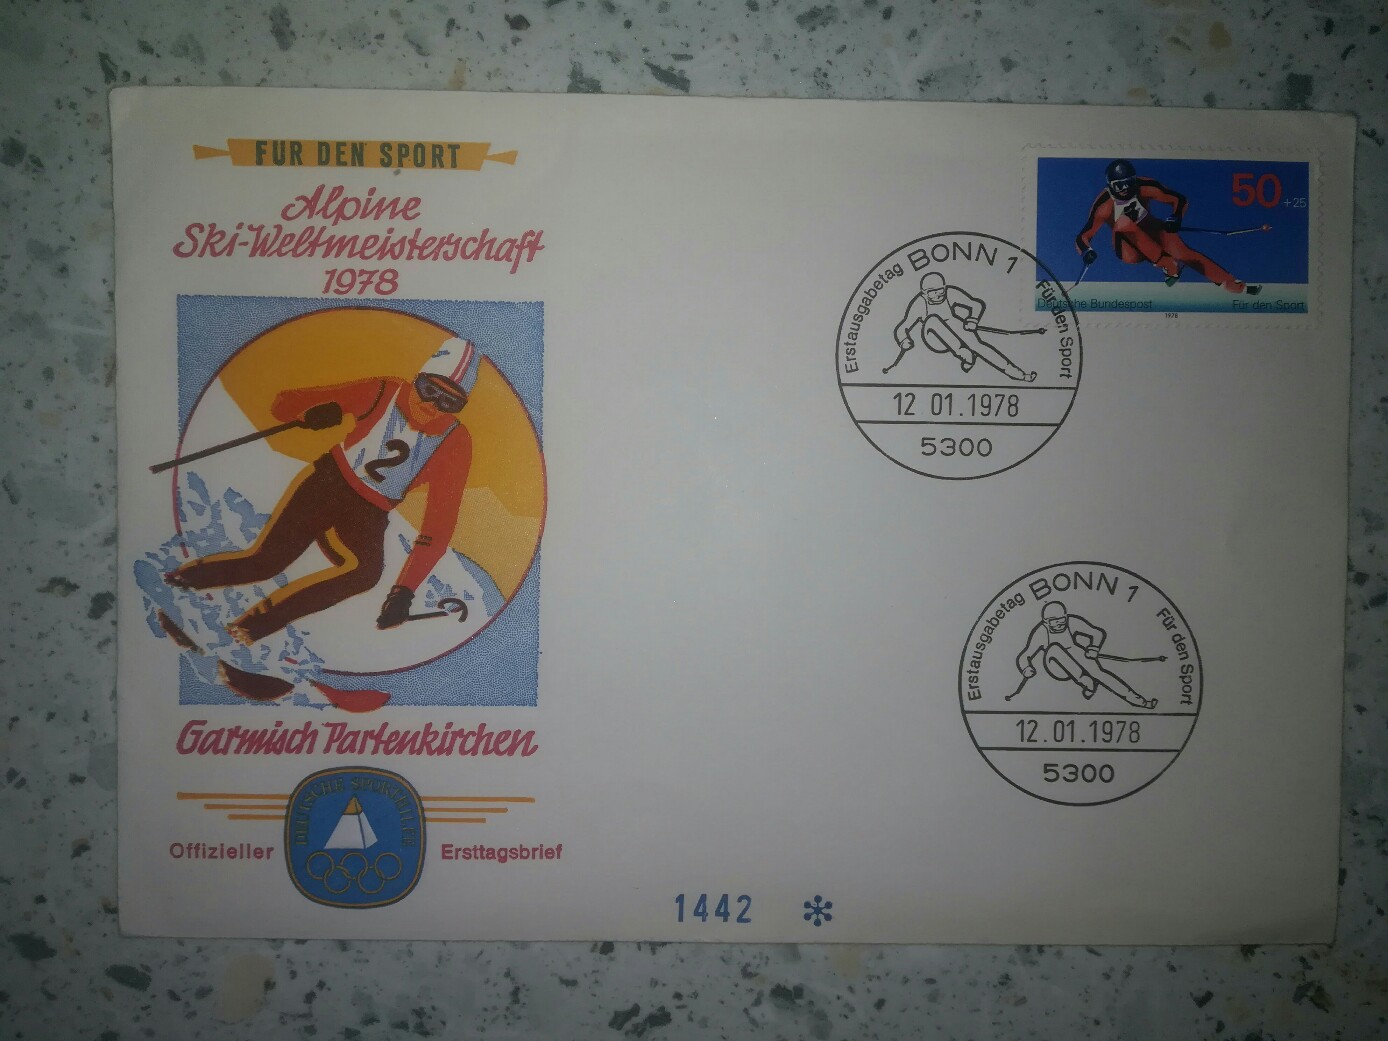 FUR DEN SPORT
Alpine
Ski-Weltmeisterschaft
1978
2
Garmisch Partenkirchen
DEUTSCHE SPORTHILFE
Offizieller
Ersttagsbrief
50 +25
Deutsche Bundespost
Für den Sport
1978
Erstausgabetag BONN 1 Für den Sport
12 01.1978
5300
Erstausgabetag BONN 1 Für den Sport
12.01.1978
5300
1442 *